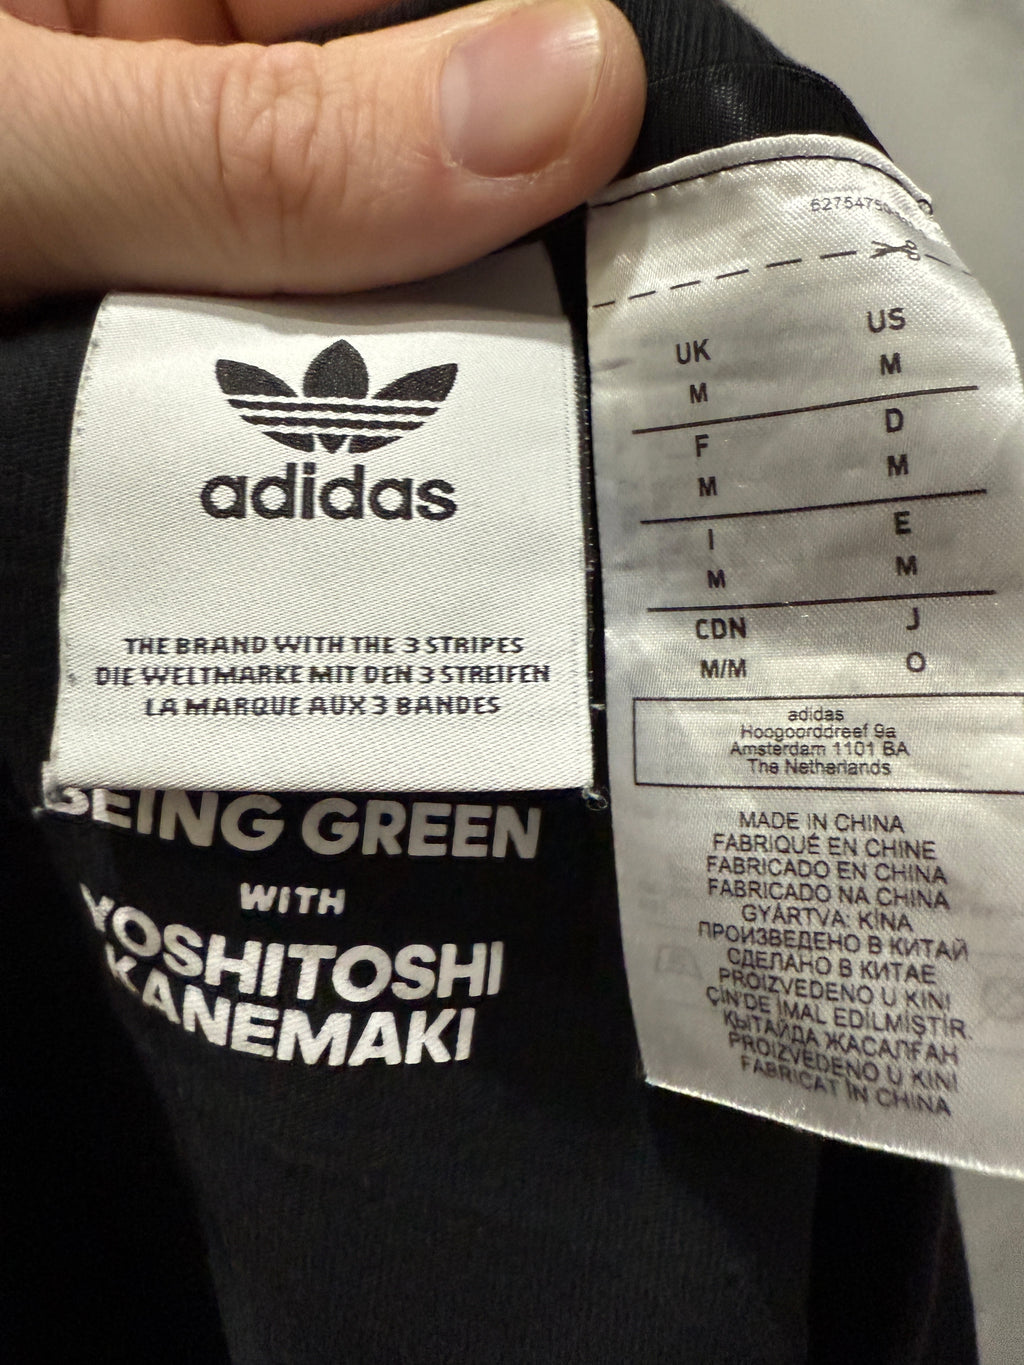 adidas
THE BRAND WITH THE 3 STRIPES
DIE WELTMARKE MIT DEN 3 STREIFEN
LA MARQUE AUX 3 BANDES
BEING GREEN
WITH
YOSHITOSHI
KANEMAKI
UK US
M M
F D
M M
I E
M M
CDN J
M/M O
adidas
Hoogoorddreef 9a
Amsterdam 1101 BA
The Netherlands
MADE IN CHINA
FABRIQUÉ EN CHINE
FABRICADO EN CHINA
FABRICADO NA CHINA
GYÁRTVA: KÍNA
ПРОИЗВЕДЕНО В КИТАЙ
СДЕЛАНО В КИТАЕ
PROIZVEDENO U KINI
ÇİN'DE İMAL EDİLMİŞTİR.
ҚЫТАЙДА ЖАСАЛҒАН
PROIZVEDENO U KINI
FABRICAT ÎN CHINA